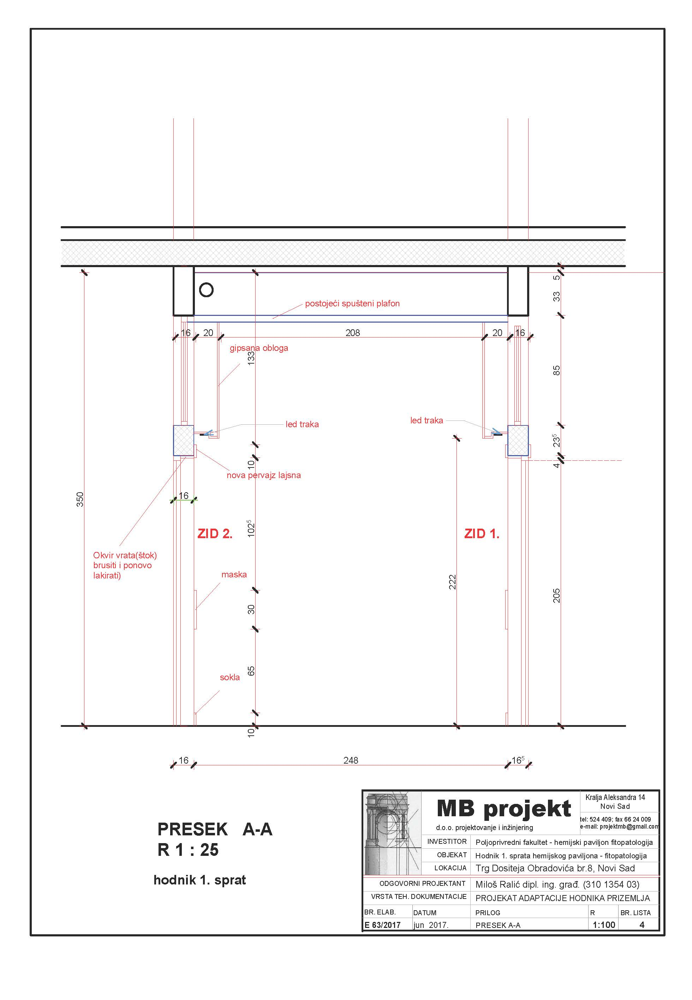 5
33
postojeći spušteni plafon
16
20
208
20
16
gipsana obloga
133
85
led traka
led traka
23⁵
10
4
nova pervajz lajsna
16
350
ZID 2.
102⁵
ZID 1.
Okvir vrata(štok)
brusiti i ponovo
lakirati)
maska
222
205
30
sokla
65
10
16
248
16⁵
PRESEK A-A
R 1 : 25
hodnik 1. sprat
MB projekt
d.o.o. projektovanje i inžinjering
Kralja Aleksandra 14
Novi Sad
tel: 524 409; fax 66 24 009
e-mail: projektmb@gmail.com
INVESTITOR Poljoprivredni fakultet - hemijski paviljon fitopatologija
OBJEKAT Hodnik 1. sprata hemijskog paviljona - fitopatologija
LOKACIJA Trg Dositeja Obradovića br.8, Novi Sad
ODGOVORNI PROJEKTANT Miloš Ralić dipl. ing. građ. (310 1354 03)
VRSTA TEH. DOKUMENTACIJE PROJEKAT ADAPTACIJE HODNIKA PRIZEMLJA
BR. ELAB. DATUM PRILOG R BR. LISTA
E 63/2017 jun 2017. PRESEK A-A 1:100 4